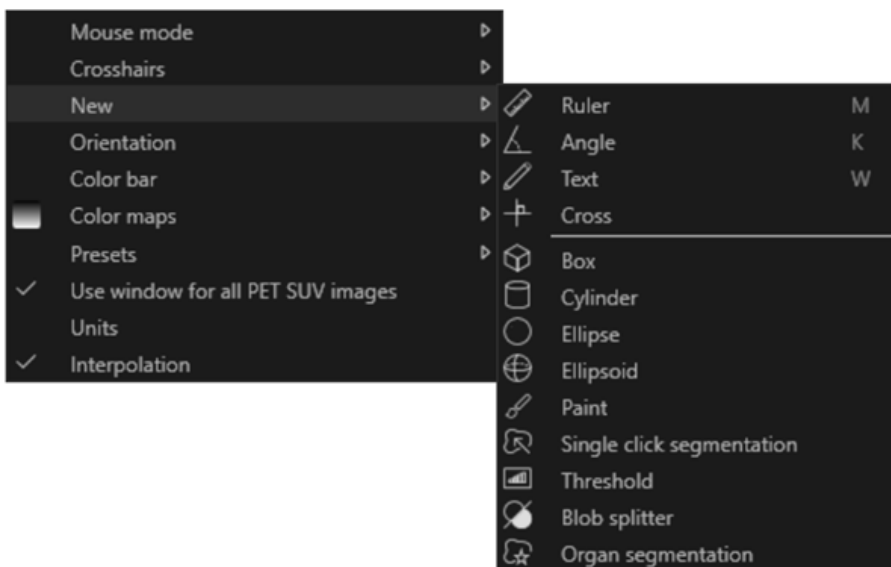 Mouse mode
Crosshairs
New
Orientation
Color bar
Color maps
Presets
Use window for all PET SUV images
Units
Interpolation
Ruler M
Angle K
Text W
Cross
Box
Cylinder
Ellipse
Ellipsoid
Paint
Single click segmentation
Threshold
Blob splitter
Organ segmentation